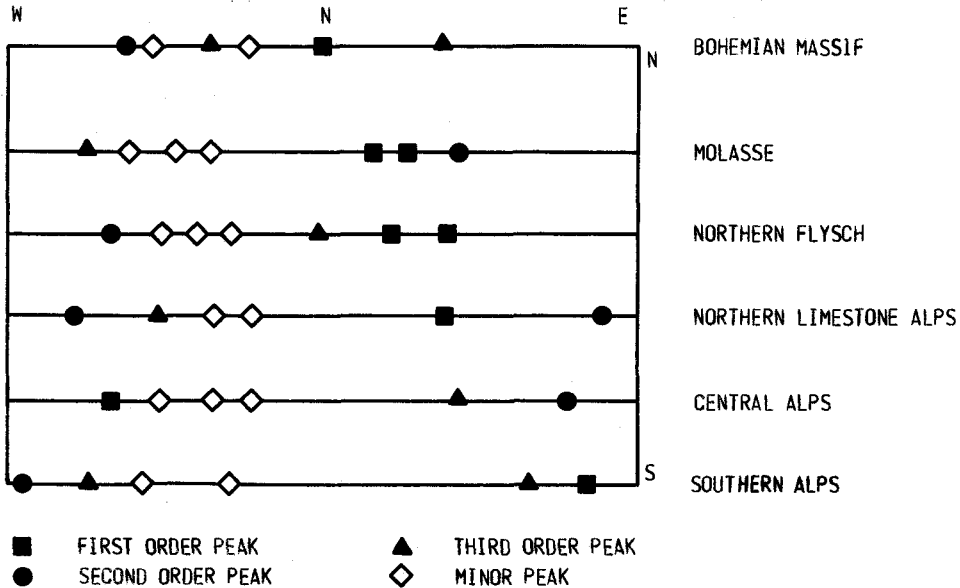 W N E
N BOHEMIAN MASSIF
MOLASSE
NORTHERN FLYSCH
NORTHERN LIMESTONE ALPS
CENTRAL ALPS
S SOUTHERN ALPS
FIRST ORDER PEAK THIRD ORDER PEAK
SECOND ORDER PEAK MINOR PEAK